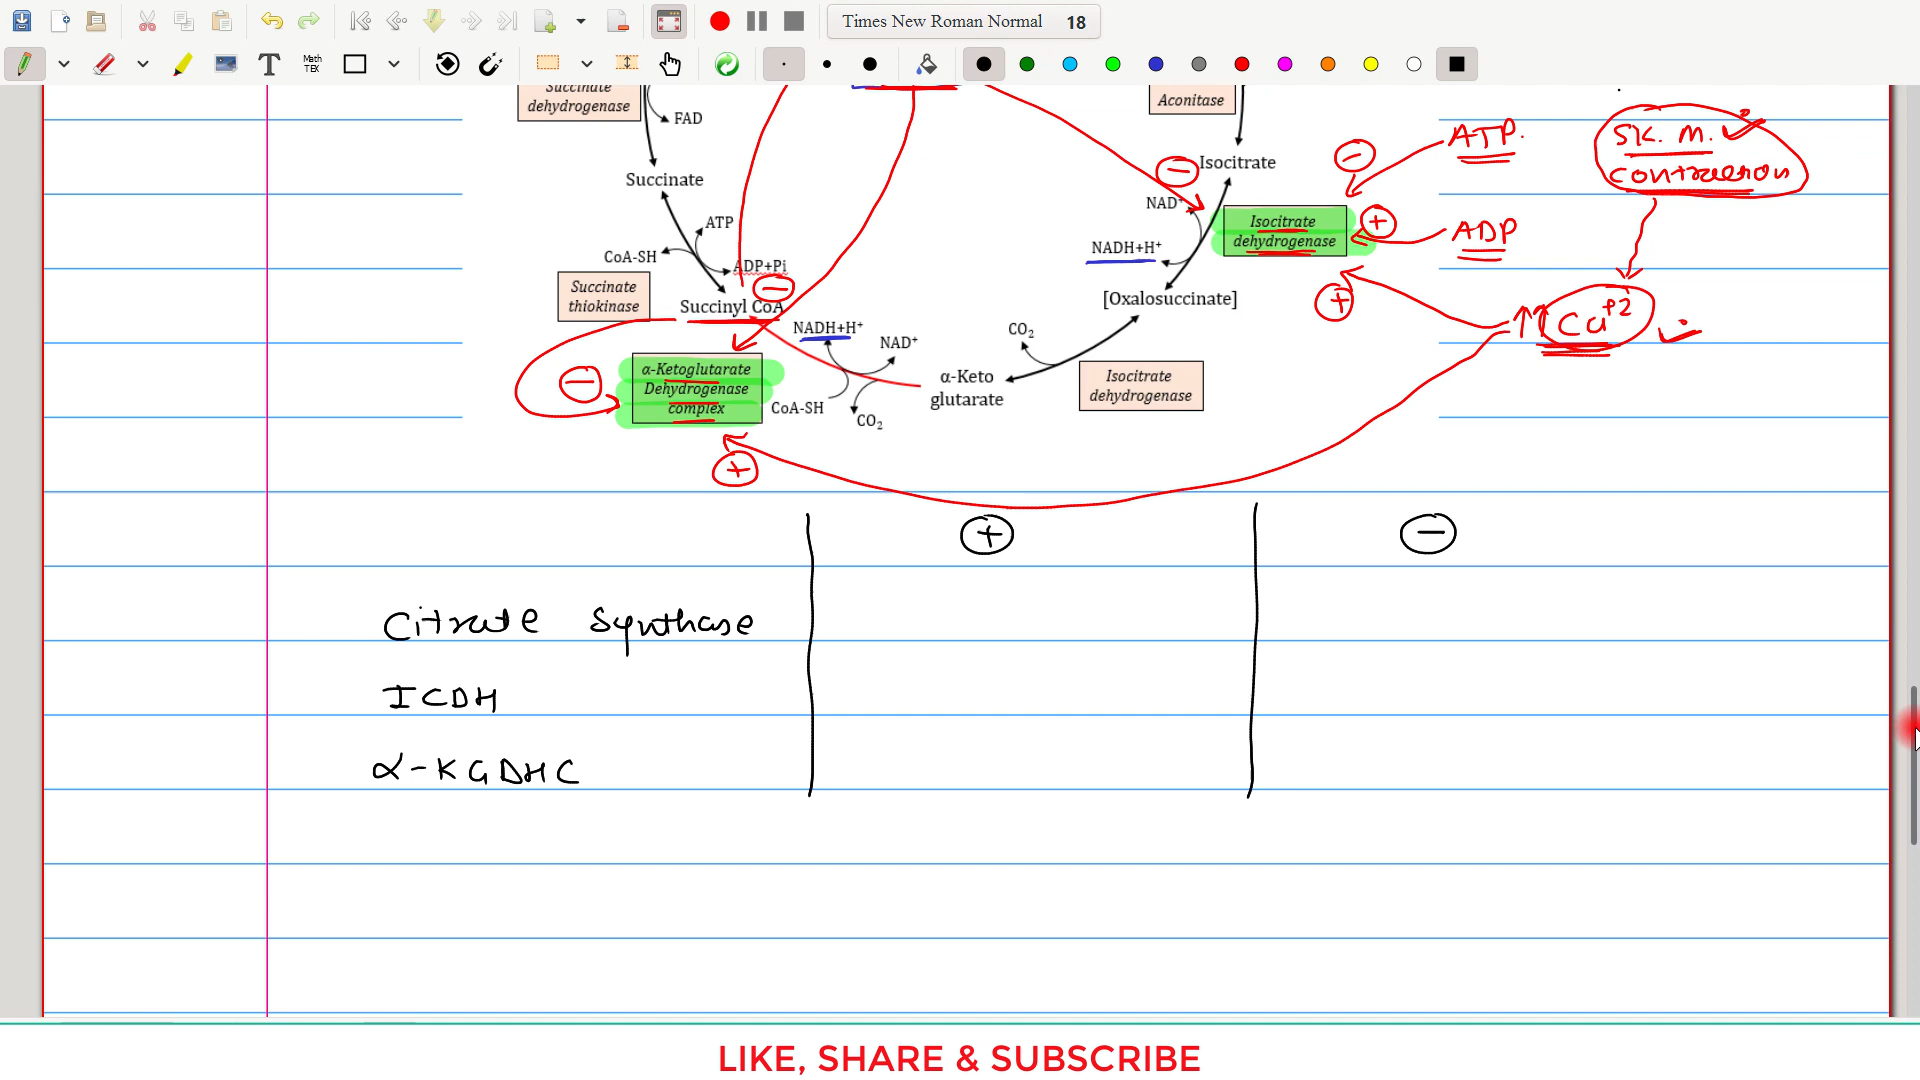 Times New Roman Normal 18
Math
TEX
Succinate
dehydrogenase
FAD
Aconitase
Succinate
Isocitrate
ATP.
SK. M.
contraction
NAD+
ATP
Isocitrate
dehydrogenase
ADP
CoA-SH
NADH+H+
ADP+Pi
Succinate
thiokinase
Succinyl CoA
[Oxalosuccinate]
Ca+2
NADH+H+
NAD+
CO2
α-Ketoglutarate
Dehydrogenase
complex
CoA-SH
CO2
α-Keto
glutarate
Isocitrate
dehydrogenase
+ −
Citrate Synthase
ICDH
α-KGDHC
LIKE, SHARE & SUBSCRIBE